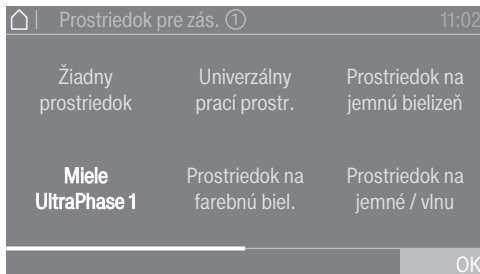 Prostriedok pre zás. ① 11:02
Žiadny prostriedok
Univerzálny prací prostr.
Prostriedok na jemnú bielizeň
Miele UltraPhase 1
Prostriedok na farebnú biel.
Prostriedok na jemné / vlnu
OK